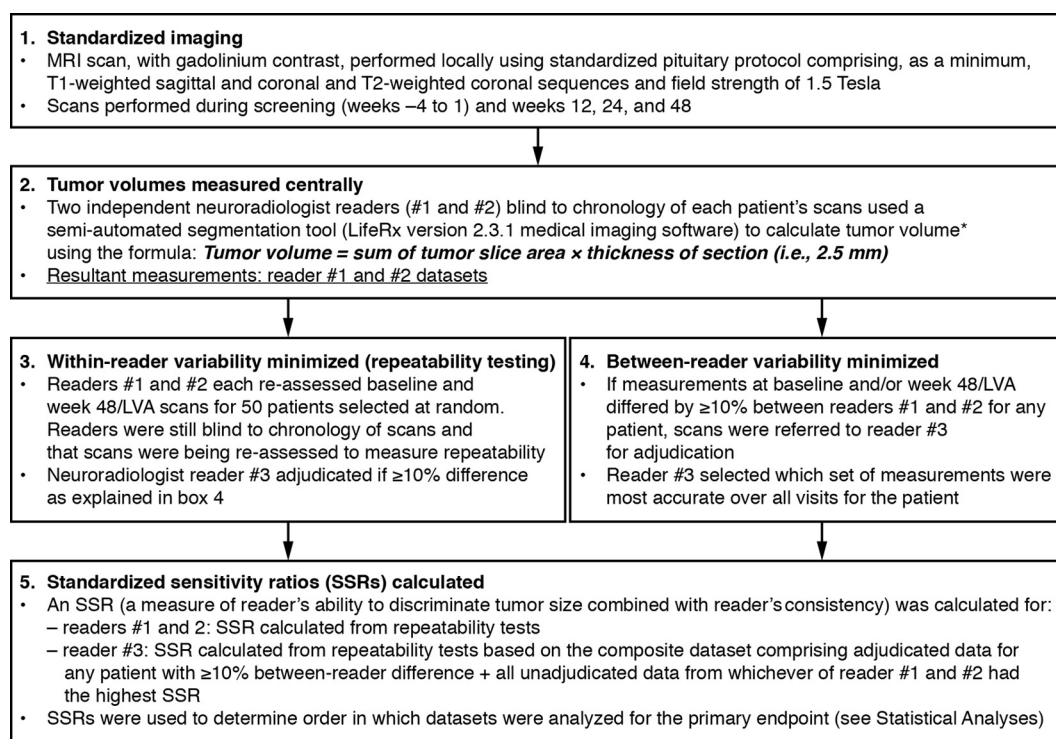 1. Standardized imaging
• MRI scan, with gadolinium contrast, performed locally using standardized pituitary protocol comprising, as a minimum,
T1-weighted sagittal and coronal and T2-weighted coronal sequences and field strength of 1.5 Tesla
• Scans performed during screening (weeks –4 to 1) and weeks 12, 24, and 48
2. Tumor volumes measured centrally
• Two independent neuroradiologist readers (#1 and #2) blind to chronology of each patient's scans used a
semi-automated segmentation tool (LifeRx version 2.3.1 medical imaging software) to calculate tumor volume*
using the formula: Tumor volume = sum of tumor slice area × thickness of section (i.e., 2.5 mm)
• Resultant measurements: reader #1 and #2 datasets
3. Within-reader variability minimized (repeatability testing)
• Readers #1 and #2 each re-assessed baseline and
week 48/LVA scans for 50 patients selected at random.
Readers were still blind to chronology of scans and
that scans were being re-assessed to measure repeatability
• Neuroradiologist reader #3 adjudicated if ≥10% difference
as explained in box 4
4. Between-reader variability minimized
• If measurements at baseline and/or week 48/LVA
differed by ≥10% between readers #1 and #2 for any
patient, scans were referred to reader #3
for adjudication
• Reader #3 selected which set of measurements were
most accurate over all visits for the patient
5. Standardized sensitivity ratios (SSRs) calculated
• An SSR (a measure of reader's ability to discriminate tumor size combined with reader's consistency) was calculated for:
– readers #1 and 2: SSR calculated from repeatability tests
– reader #3: SSR calculated from repeatability tests based on the composite dataset comprising adjudicated data for
any patient with ≥10% between-reader difference + all unadjudicated data from whichever of reader #1 and #2 had
the highest SSR
• SSRs were used to determine order in which datasets were analyzed for the primary endpoint (see Statistical Analyses)